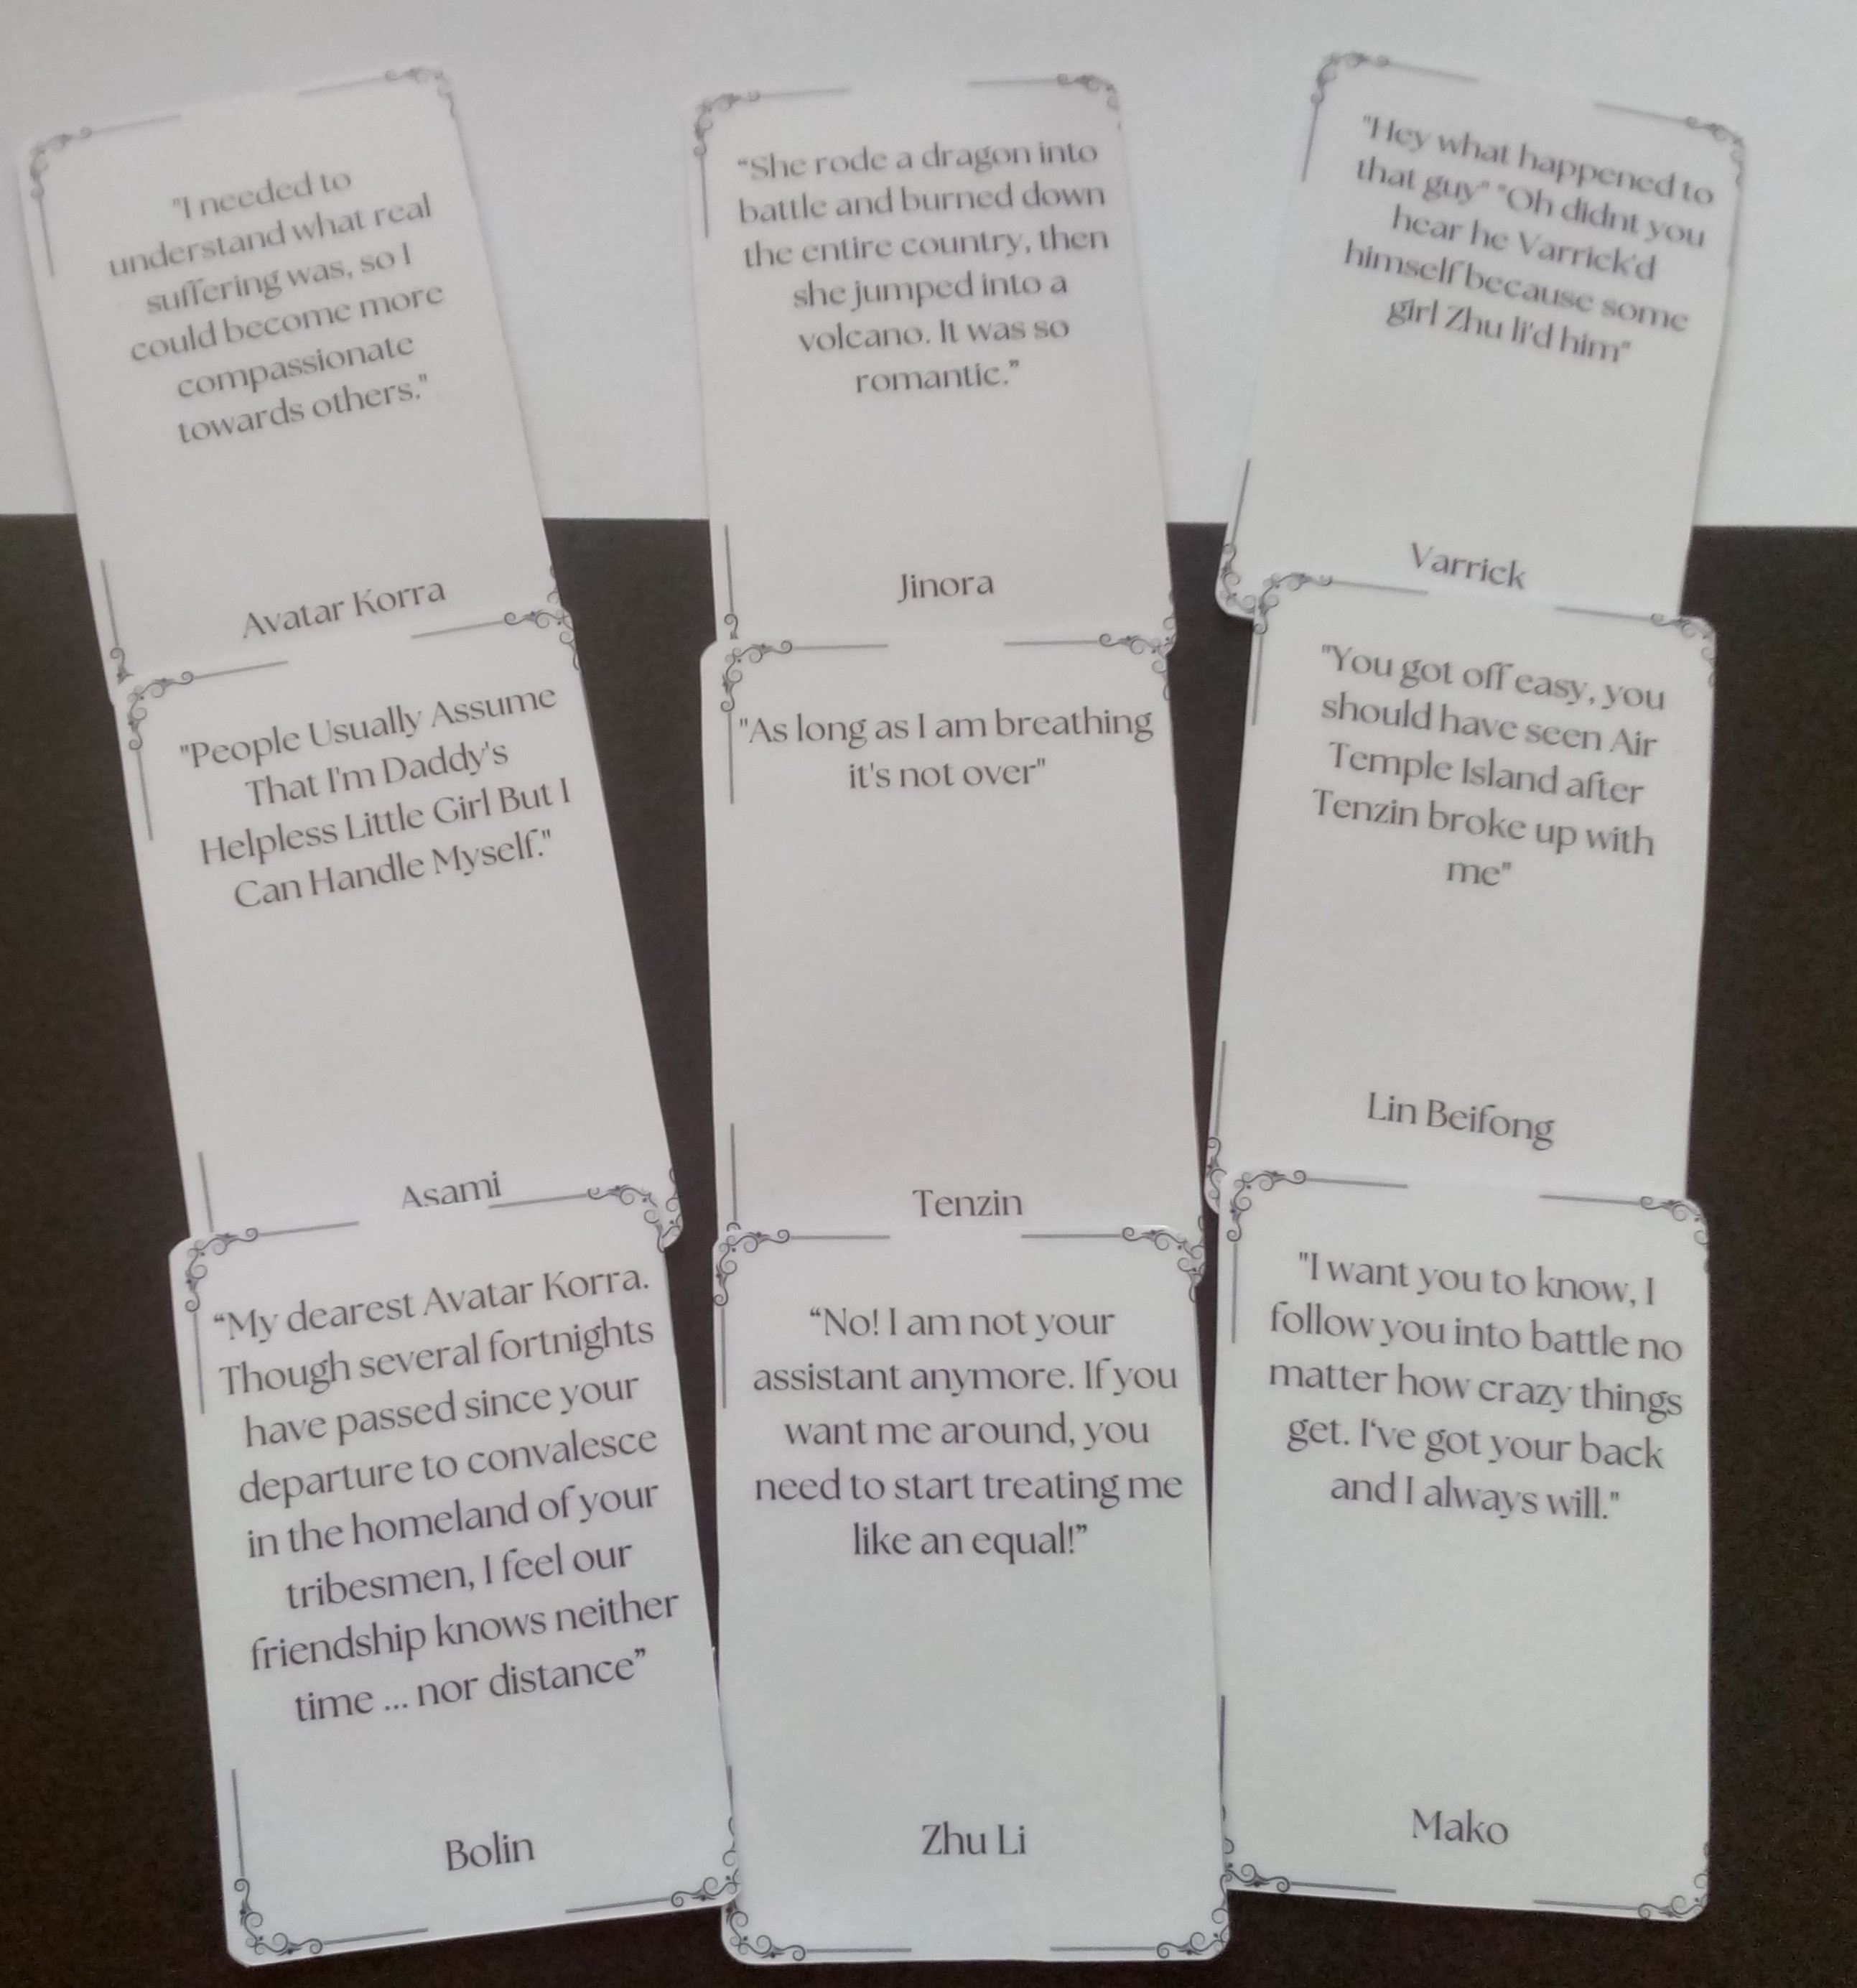 "I needed to
understand what real
suffering was, so I
could become more
compassionate
towards others."
Avatar Korra
"She rode a dragon into
battle and burned down
the entire country, then
she jumped into a
volcano. It was so
romantic."
Jinora
"Hey what happened to
that guy" "Oh didnt you
hear he Varrick'd
himself because some
girl Zhu li'd him"
Varrick
"People Usually Assume
That I'm Daddy's
Helpless Little Girl But I
Can Handle Myself."
Asami
"As long as I am breathing
it's not over"
Tenzin
"You got off easy, you
should have seen Air
Temple Island after
Tenzin broke up with
me"
Lin Beifong
“My dearest Avatar Korra.
Though several fortnights
have passed since your
departure to convalesce
in the homeland of your
tribesmen, I feel our
friendship knows neither
time ... nor distance”
Bolin
“No! I am not your
assistant anymore. If you
want me around, you
need to start treating me
like an equal!”
Zhu Li
"I want you to know, I
follow you into battle no
matter how crazy things
get. I‘ve got your back
and I always will."
Mako